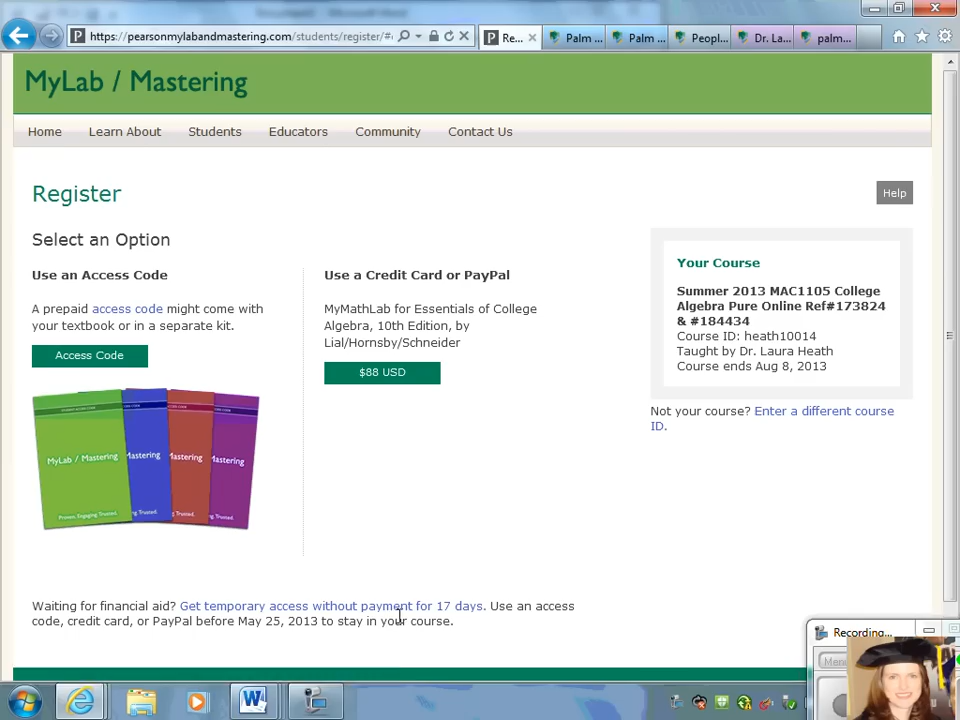 https://pearsonmylabandmastering.com/students/register/#
Re...
Palm ...
Palm ...
Peopl...
Dr. La...
palm...
MyLab / Mastering
Home
Learn About
Students
Educators
Community
Contact Us
Register
Help
Select an Option
Use an Access Code
A prepaid access code might come with
your textbook or in a separate kit.
Access Code
MyLab / Mastering
Mastering
Mastering
Mastering
Use a Credit Card or PayPal
MyMathLab for Essentials of College
Algebra, 10th Edition, by
Lial/Hornsby/Schneider
$88 USD
Your Course
Summer 2013 MAC1105 College
Algebra Pure Online Ref#173824
& #184434
Course ID: heath10014
Taught by Dr. Laura Heath
Course ends Aug 8, 2013
Not your course? Enter a different course
ID.
Waiting for financial aid? Get temporary access without payment for 17 days. Use an access
code, credit card, or PayPal before May 25, 2013 to stay in your course.
Recording...